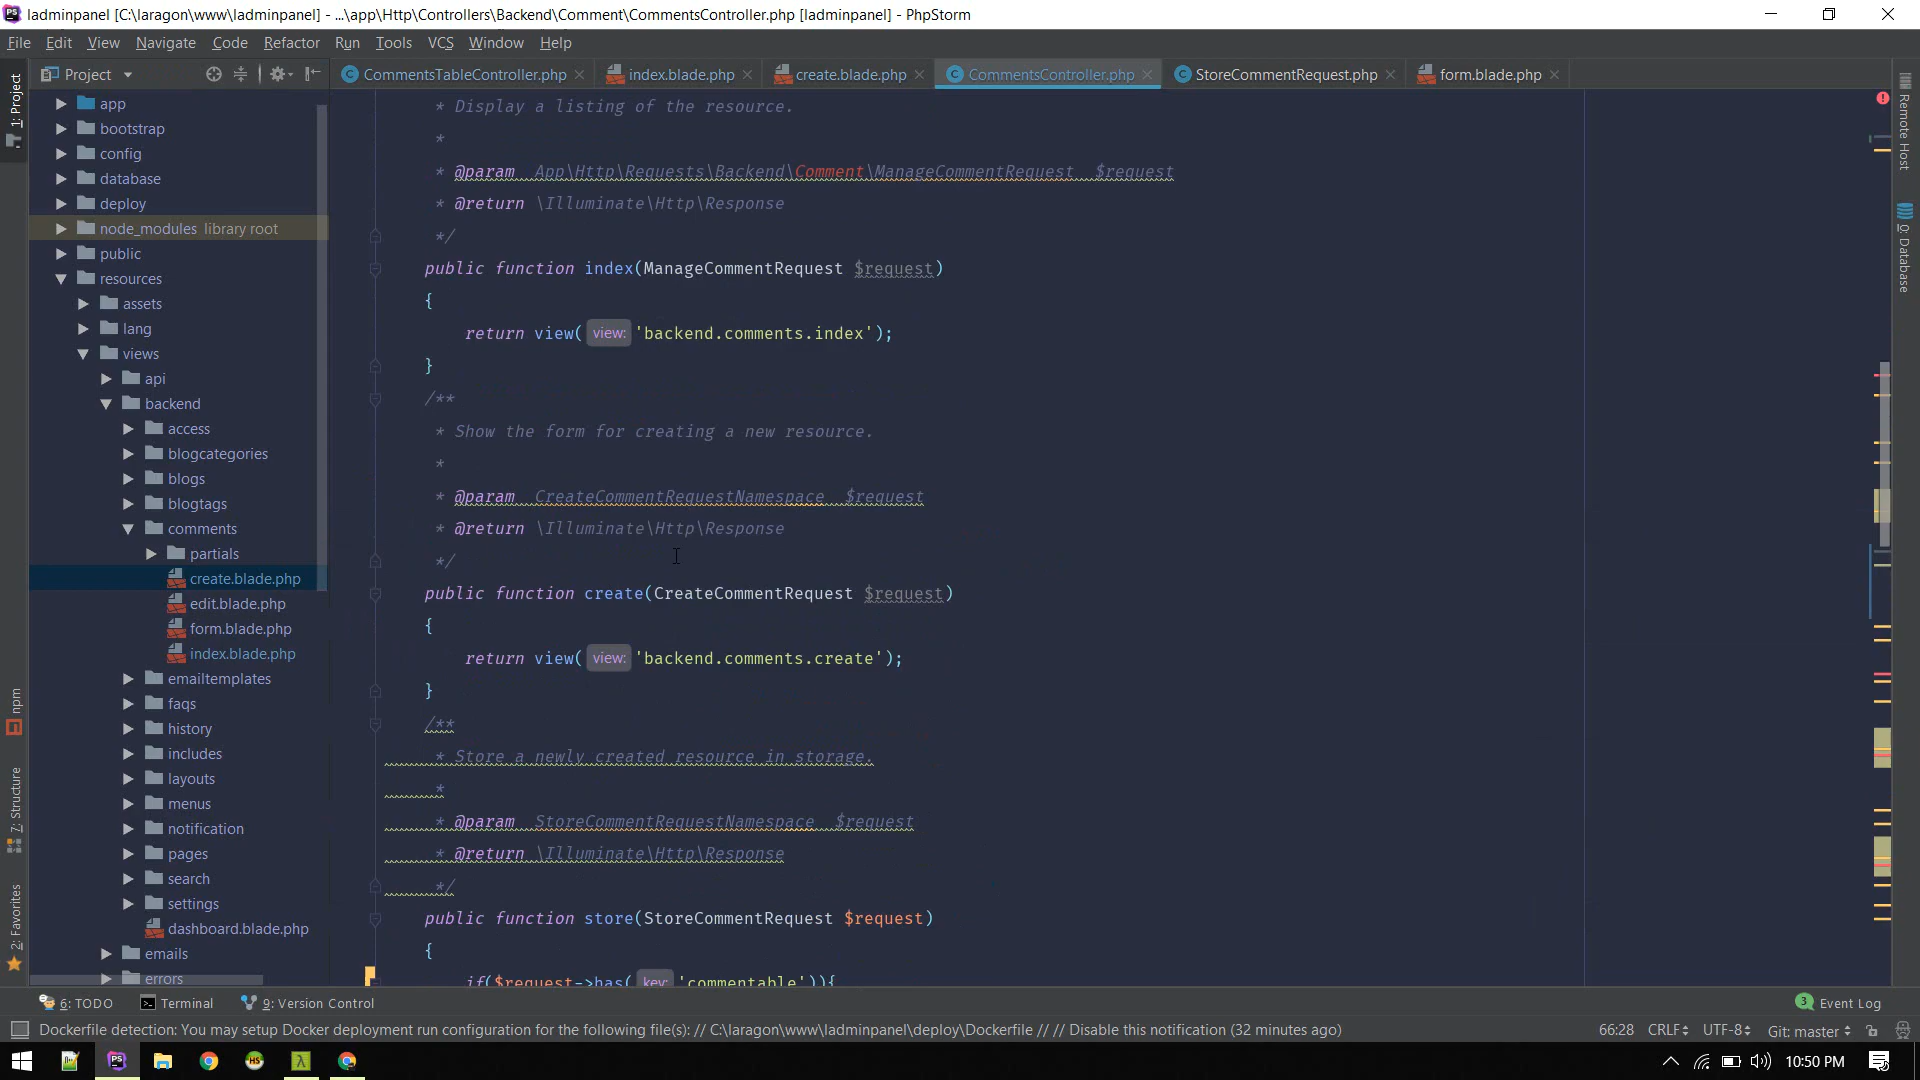 ladminpanel [C:\laragon\www\ladminpanel] - ...\app\Http\Controllers\Backend\Comment\CommentsController.php [ladminpanel] - PhpStorm
File Edit View Navigate Code Refactor Run Tools VCS Window Help
Project
CommentsTableController.php index.blade.php create.blade.php CommentsController.php StoreCommentRequest.php form.blade.php
1: Project
npm
7: Structure
2: Favorites
app
bootstrap
config
database
deploy
node_modules library root
public
resources
assets
lang
views
api
backend
access
blogcategories
blogs
blogtags
comments
partials
create.blade.php
edit.blade.php
form.blade.php
index.blade.php
emailtemplates
faqs
history
includes
layouts
menus
notification
pages
search
settings
dashboard.blade.php
emails
errors
* Display a listing of the resource.
*
* @param App\Http\Requests\Backend\Comment\ManageCommentRequest $request
* @return \Illuminate\Http\Response
*/
public function index(ManageCommentRequest $request)
{
return view( view: 'backend.comments.index');
}
/**
* Show the form for creating a new resource.
*
* @param CreateCommentRequestNamespace $request
* @return \Illuminate\Http\Response
*/
public function create(CreateCommentRequest $request)
{
return view( view: 'backend.comments.create');
}
/**
* Store a newly created resource in storage.
*
* @param StoreCommentRequestNamespace $request
* @return \Illuminate\Http\Response
*/
public function store(StoreCommentRequest $request)
{
if($request->has( key: 'commentable')){
Remote Host
0: Database
6: TODO Terminal 9: Version Control
3 Event Log
Dockerfile detection: You may setup Docker deployment run configuration for the following file(s): // C:\laragon\www\ladminpanel\deploy\Dockerfile // // Disable this notification (32 minutes ago)
66:28 CRLF UTF-8 Git: master
PS
HS
λ
10:50 PM